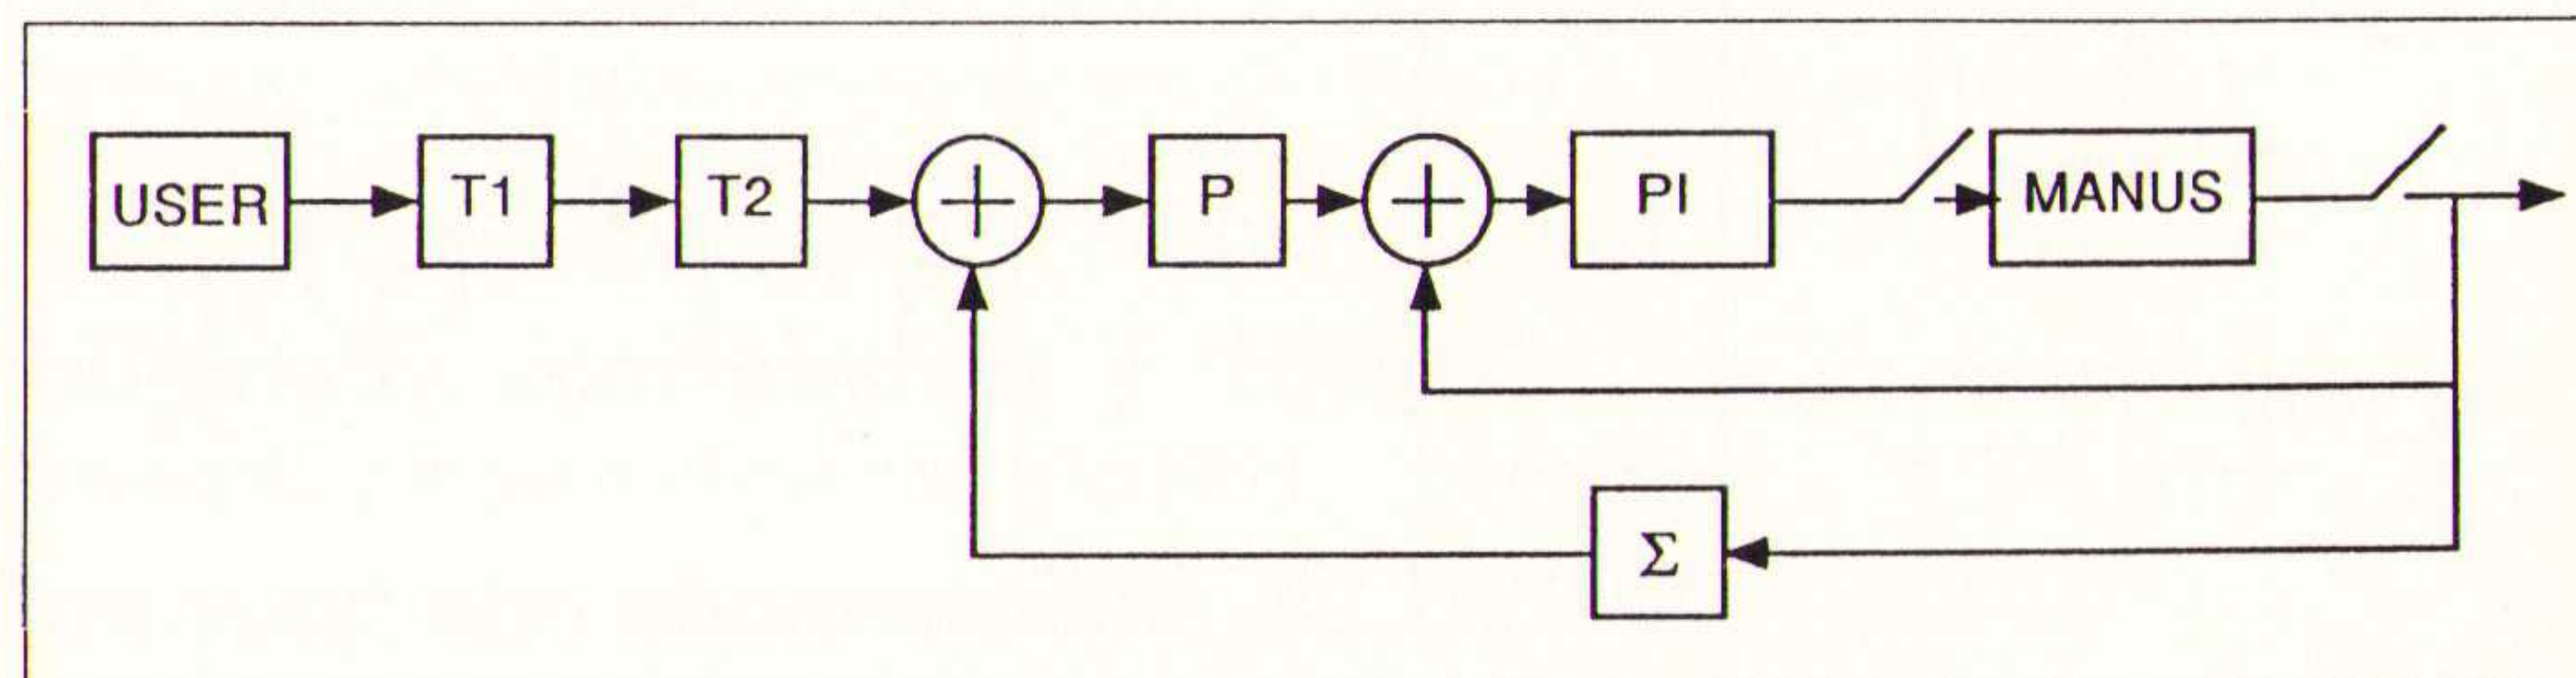 USER T1 T2 + P + PI MANUS
Σ